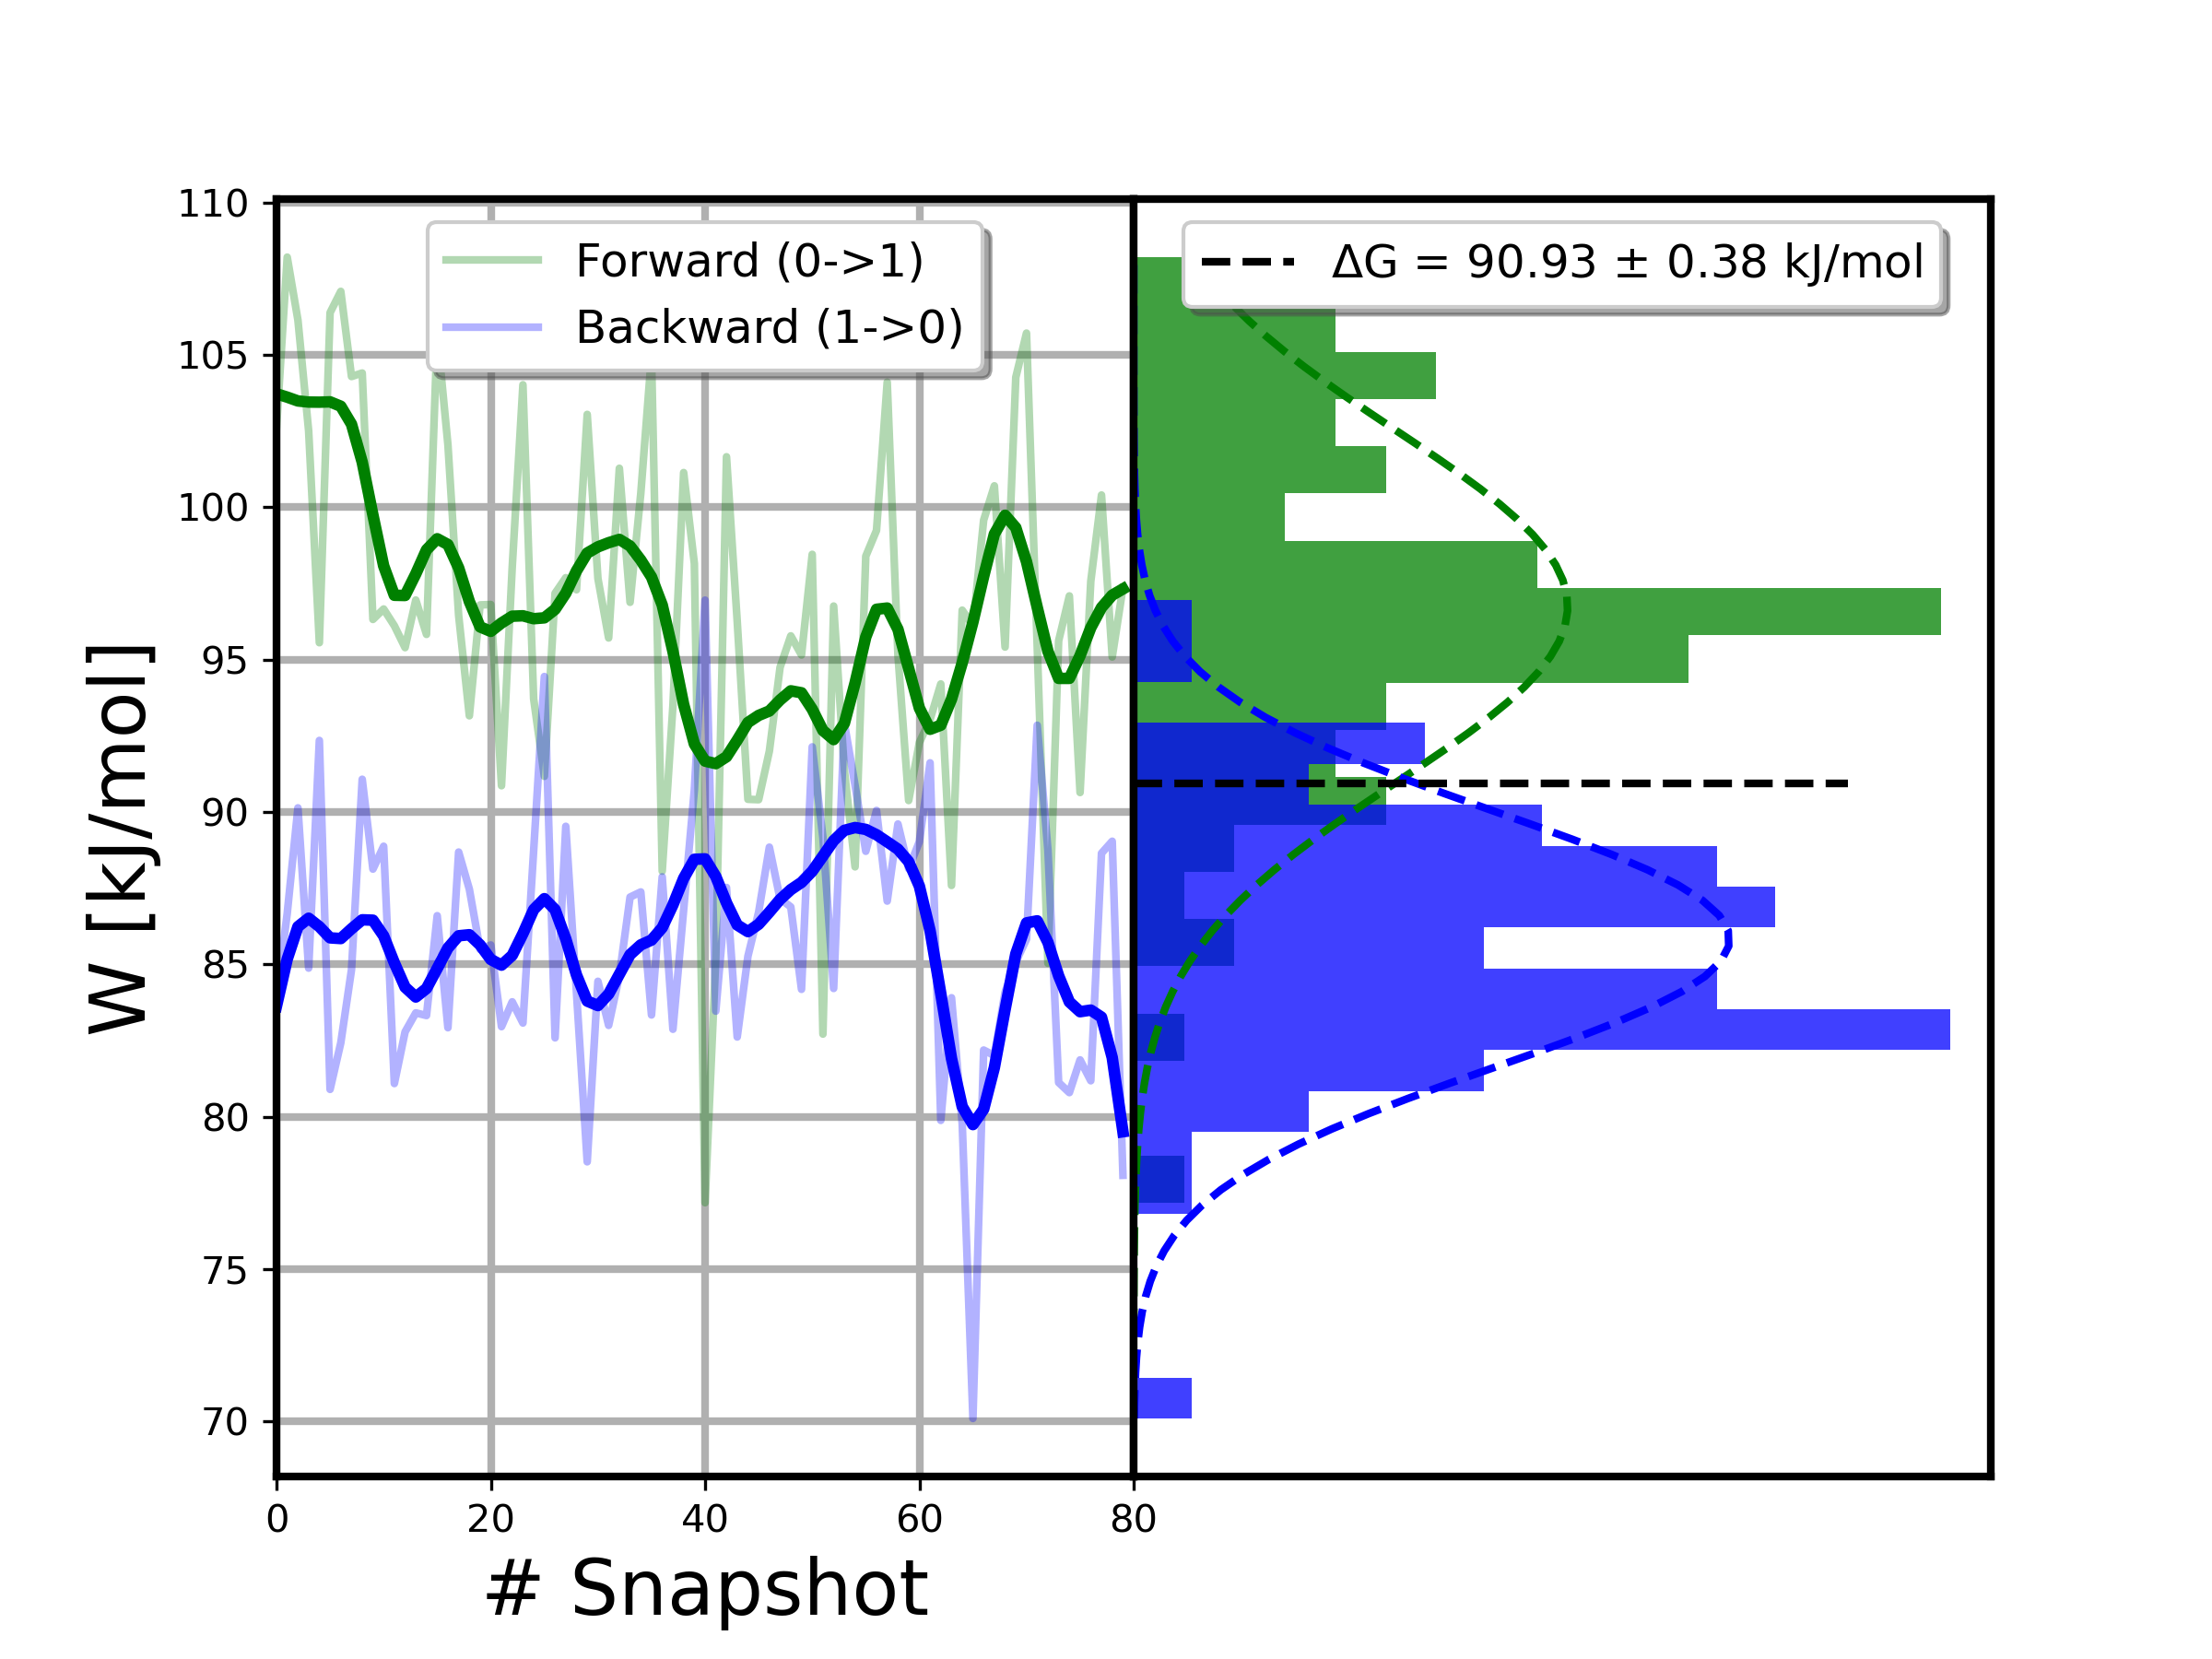 110
105
100
95
90
85
80
75
70
W [kJ/mol]
0
20
40
60
80
# Snapshot
Forward (0->1)
Backward (1->0)
ΔG = 90.93 ± 0.38 kJ/mol